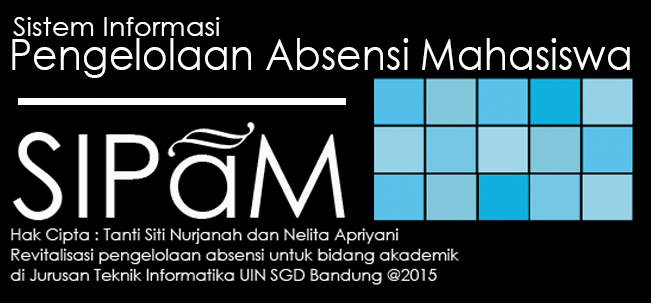 Sistem Informasi
Pengelolaan Absensi Mahasiswa
SIPaM
Hak Cipta : Tanti Siti Nurjanah dan Nelita Apriyani
Revitalisasi pengelolaan absensi untuk bidang akademik
di Jurusan Teknik Informatika UIN SGD Bandung @2015